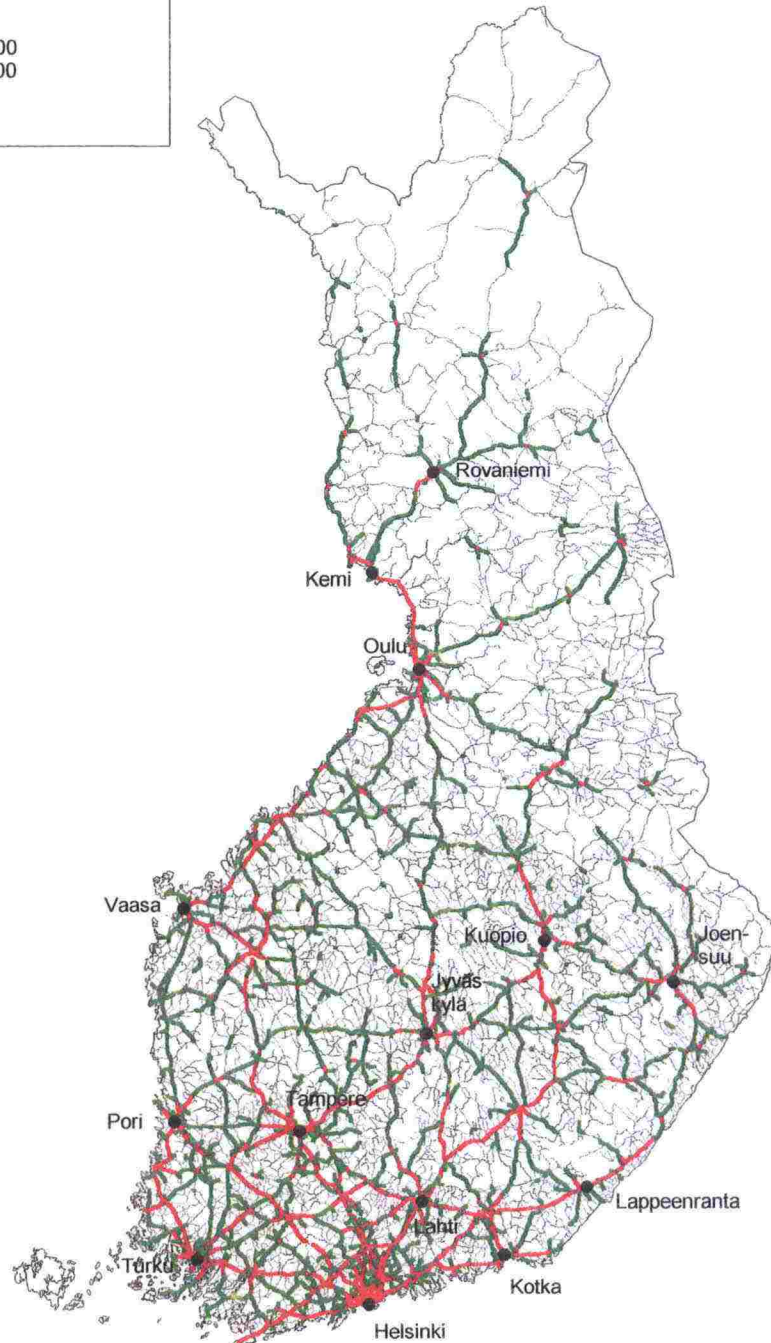 00
00
Rovaniemi
Kemi
Oulu
Vaasa
Kuopio
Joen-
suu
Jyväs
kylä
Tampere
Pori
Lappeenranta
Lahti
Turku
Kotka
Helsinki